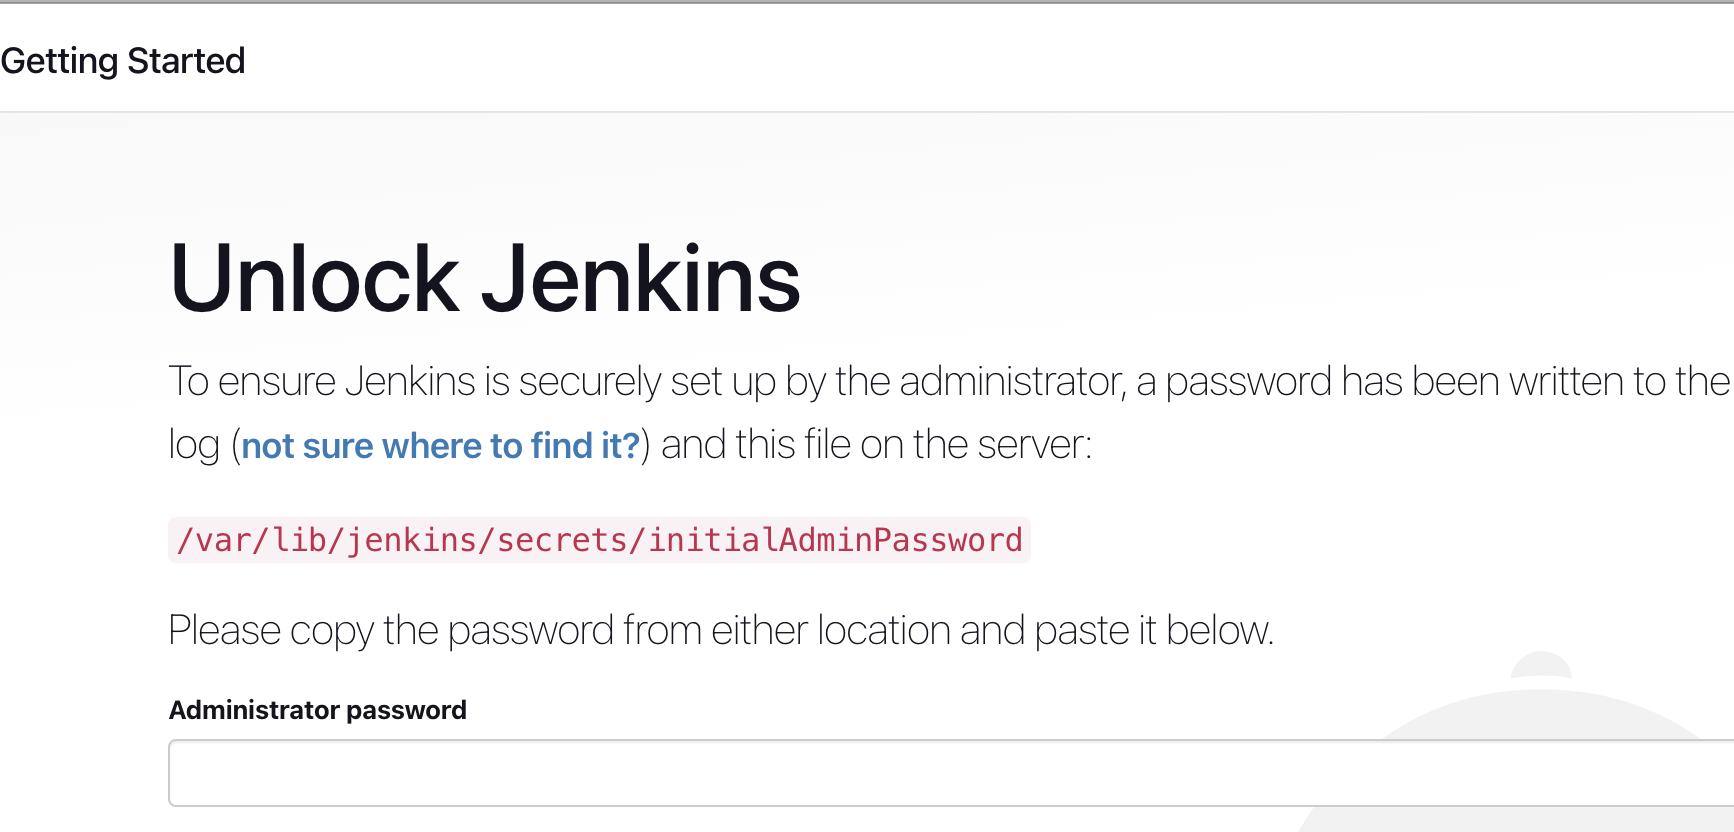 Getting Started
Unlock Jenkins
To ensure Jenkins is securely set up by the administrator, a password has been written to the
log (not sure where to find it?) and this file on the server:
/var/lib/jenkins/secrets/initialAdminPassword
Please copy the password from either location and paste it below.
Administrator password